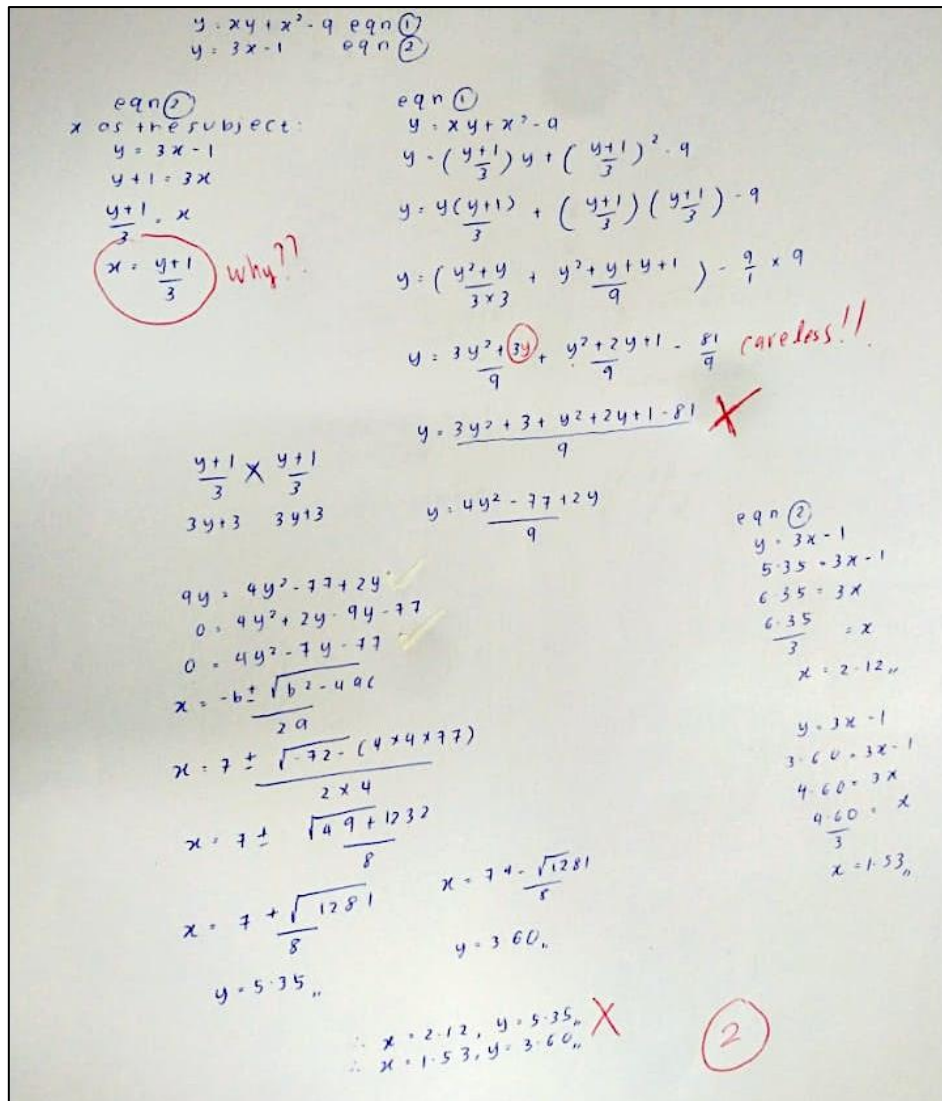 y = xy + x² - 9 eqn ①
y = 3x - 1 eqn ②
eqn ②
x as the subject:
y = 3x - 1
y + 1 = 3x
y+1/3 = x
x = y+1/3 why??
eqn ①
y = xy + x² - 9
y = (y+1/3) y + (y+1/3)² - 9
y = y(y+1)/3 + (y+1/3)(y+1/3) - 9
y = (y²+y/3×3 + y²+y+y+1/9) - 9/1 × 9
y = 3y²+3y/9 + y²+2y+1/9 - 81/9 careless!!
y = 3y² + 3 + y² + 2y + 1 - 81/9
y+1/3 × y+1/3
3y+3 3y+3
y = 4y² - 77 + 2y/9
9y = 4y² - 77 + 2y
0 = 4y² + 2y - 9y - 77
0 = 4y² - 7y - 77
x = -b ± √b² - 4ac/2a
x = 7 ± √-72 - (4×4×77)/2×4
x = 7 ± √49 + 1232/8
x = 7 + √1281/8
y = 5.35,,
x = 7 - √1281/8
y = 3.60,,
eqn ②
y = 3x - 1
5.35 = 3x - 1
6.35 = 3x
6.35/3 = x
x = 2.12,,
y = 3x - 1
3.60 = 3x - 1
4.60 = 3x
4.60/3 = x
x = 1.53,,
∴ x = 2.12, y = 5.35,,
∴ x = 1.53, y = 3.60,,
2